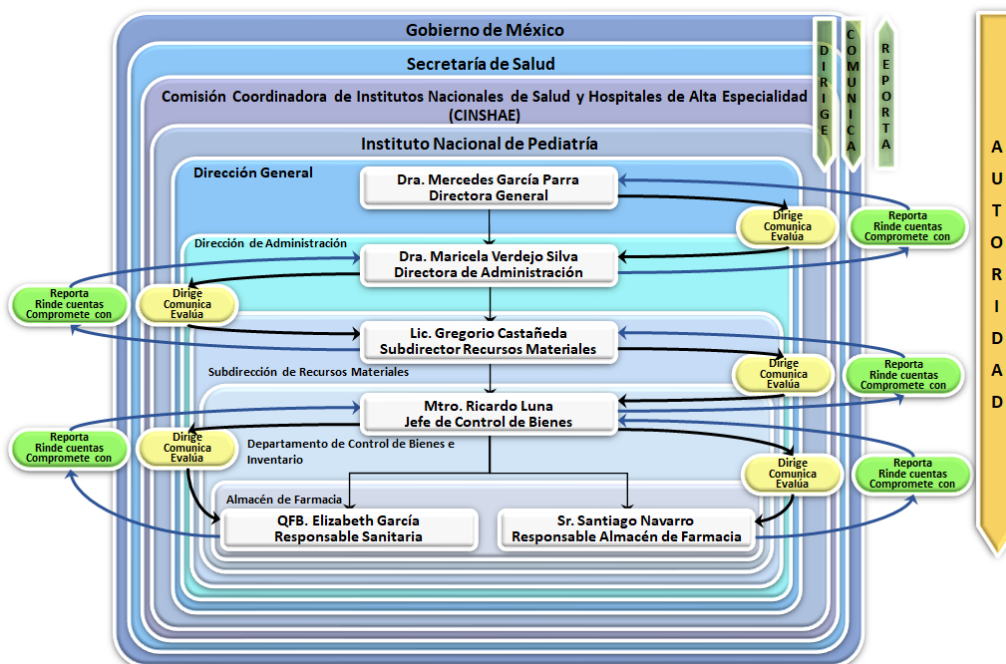 Gobierno de México
Secretaría de Salud
Comisión Coordinadora de Institutos Nacionales de Salud y Hospitales de Alta Especialidad
(CINSHAE)
Instituto Nacional de Pediatría
DIRIGE
COMUNICA
REPORTA
AUTORIDAD
Dirección General
Dra. Mercedes García Parra
Directora General
Dirige
Comunica
Evalúa
Reporta
Rinde cuentas
Compromete con
Dirección de Administración
Dra. Maricela Verdejo Silva
Directora de Administración
Reporta
Rinde cuentas
Compromete con
Dirige
Comunica
Evalúa
Lic. Gregorio Castañeda
Subdirector Recursos Materiales
Subdirección de Recursos Materiales
Dirige
Comunica
Evalúa
Reporta
Rinde cuentas
Compromete con
Mtro. Ricardo Luna
Jefe de Control de Bienes
Reporta
Rinde cuentas
Compromete con
Dirige
Comunica
Evalúa
Departamento de Control de Bienes e
Inventario
Dirige
Comunica
Evalúa
Reporta
Rinde cuentas
Compromete con
Almacén de Farmacia
QFB. Elizabeth García
Responsable Sanitaria
Sr. Santiago Navarro
Responsable Almacén de Farmacia